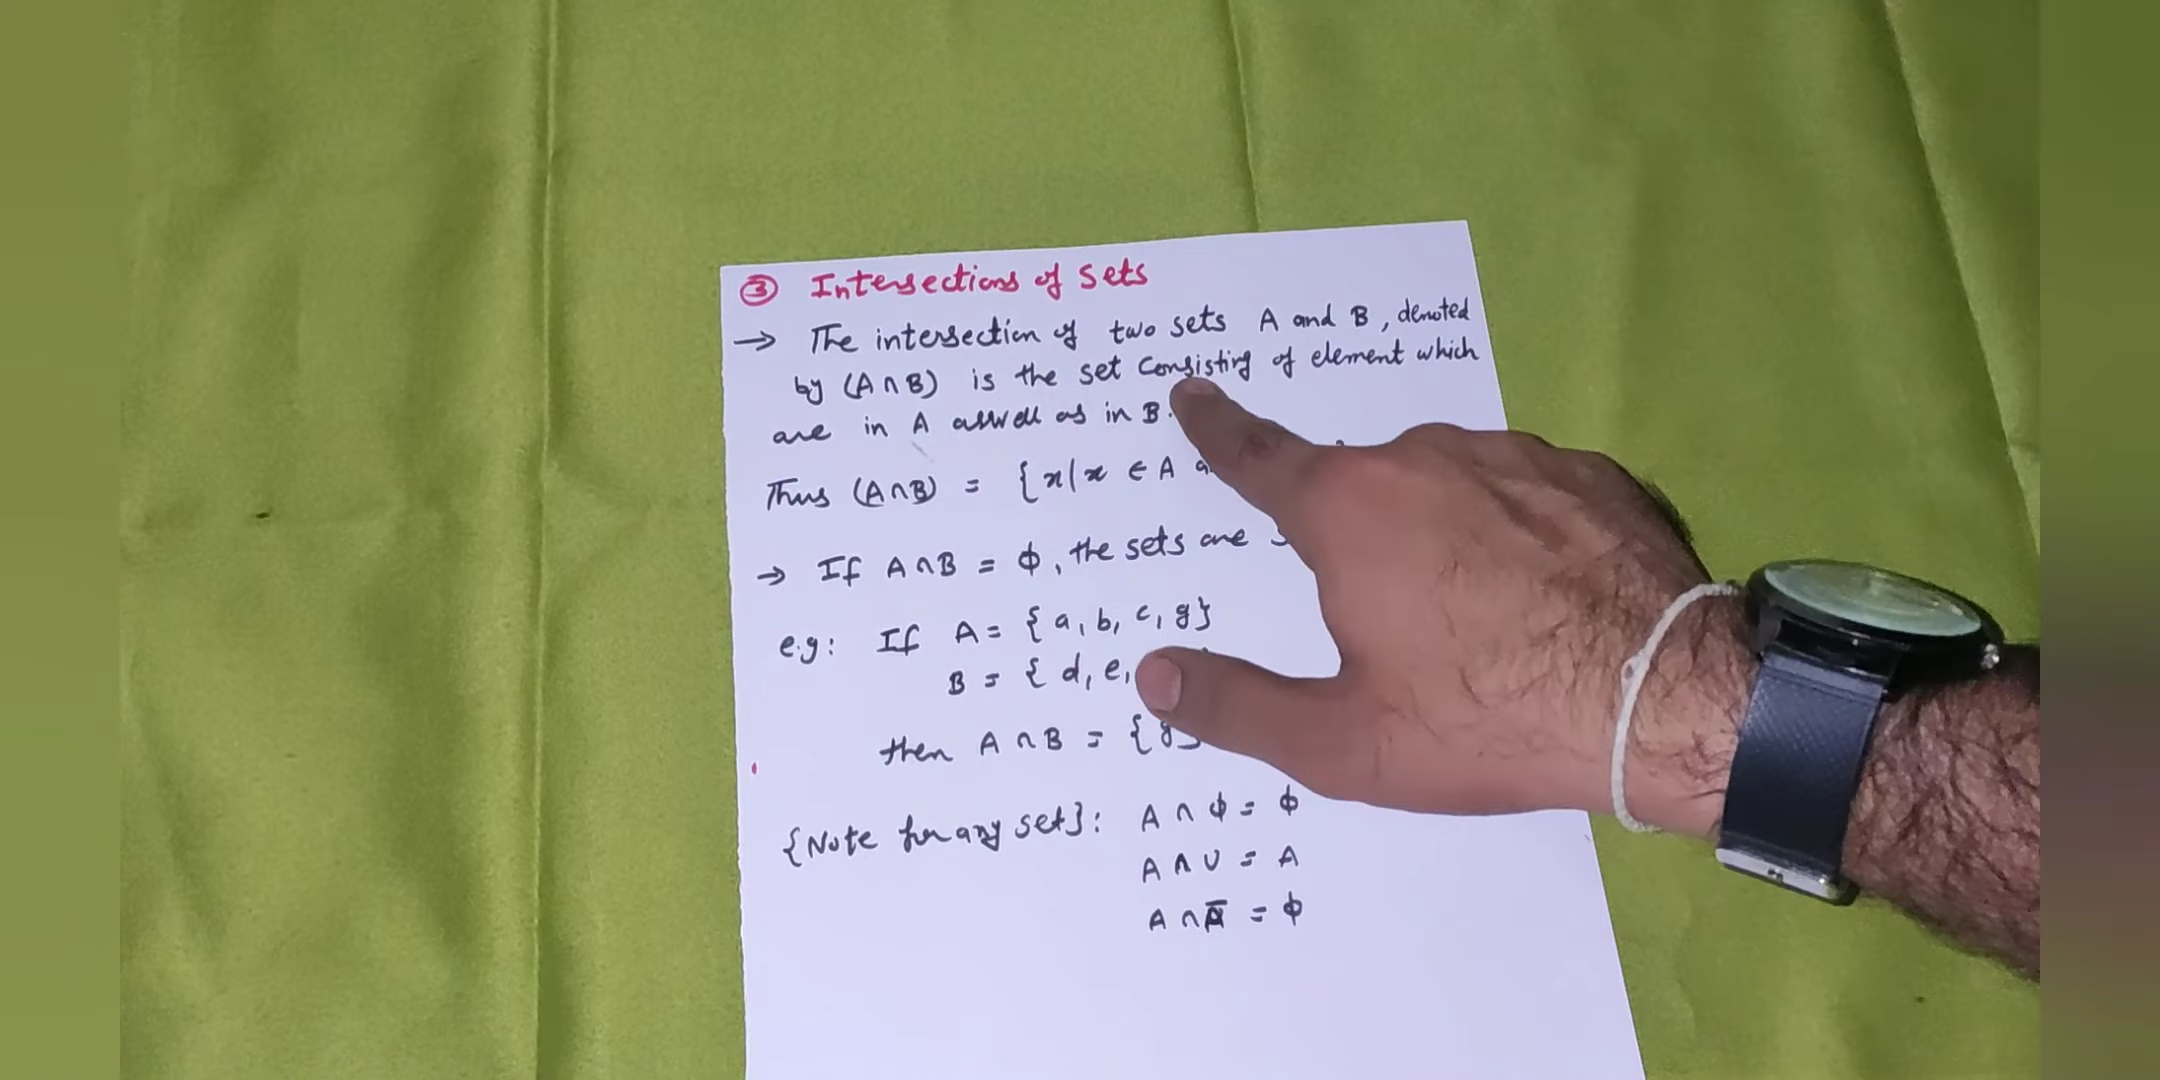 ③ Intersections of Sets
→ The intersection of two sets A and B, denoted
by (A ∩ B) is the set Consisting of element which
are in A aswell as in B.
Thus (A∩B) = {x|x ∈ A
→ If A ∩ B = ϕ, the sets are
e.g: If A = {a, b, c, g}
B = { d, e,
then A ∩ B = {g}
{Note for any set}: A ∩ ϕ = ϕ
A ∩ U = A
A ∩ A̅ = ϕ